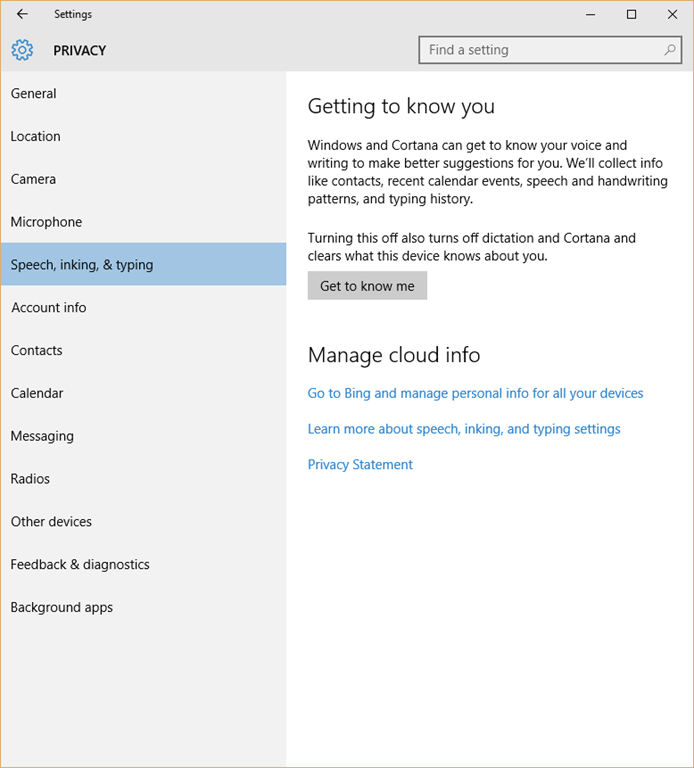 Settings
PRIVACY
Find a setting
General
Location
Camera
Microphone
Speech, inking, & typing
Account info
Contacts
Calendar
Messaging
Radios
Other devices
Feedback & diagnostics
Background apps
Getting to know you
Windows and Cortana can get to know your voice and
writing to make better suggestions for you. We'll collect info
like contacts, recent calendar events, speech and handwriting
patterns, and typing history.
Turning this off also turns off dictation and Cortana and
clears what this device knows about you.
Get to know me
Manage cloud info
Go to Bing and manage personal info for all your devices
Learn more about speech, inking, and typing settings
Privacy Statement